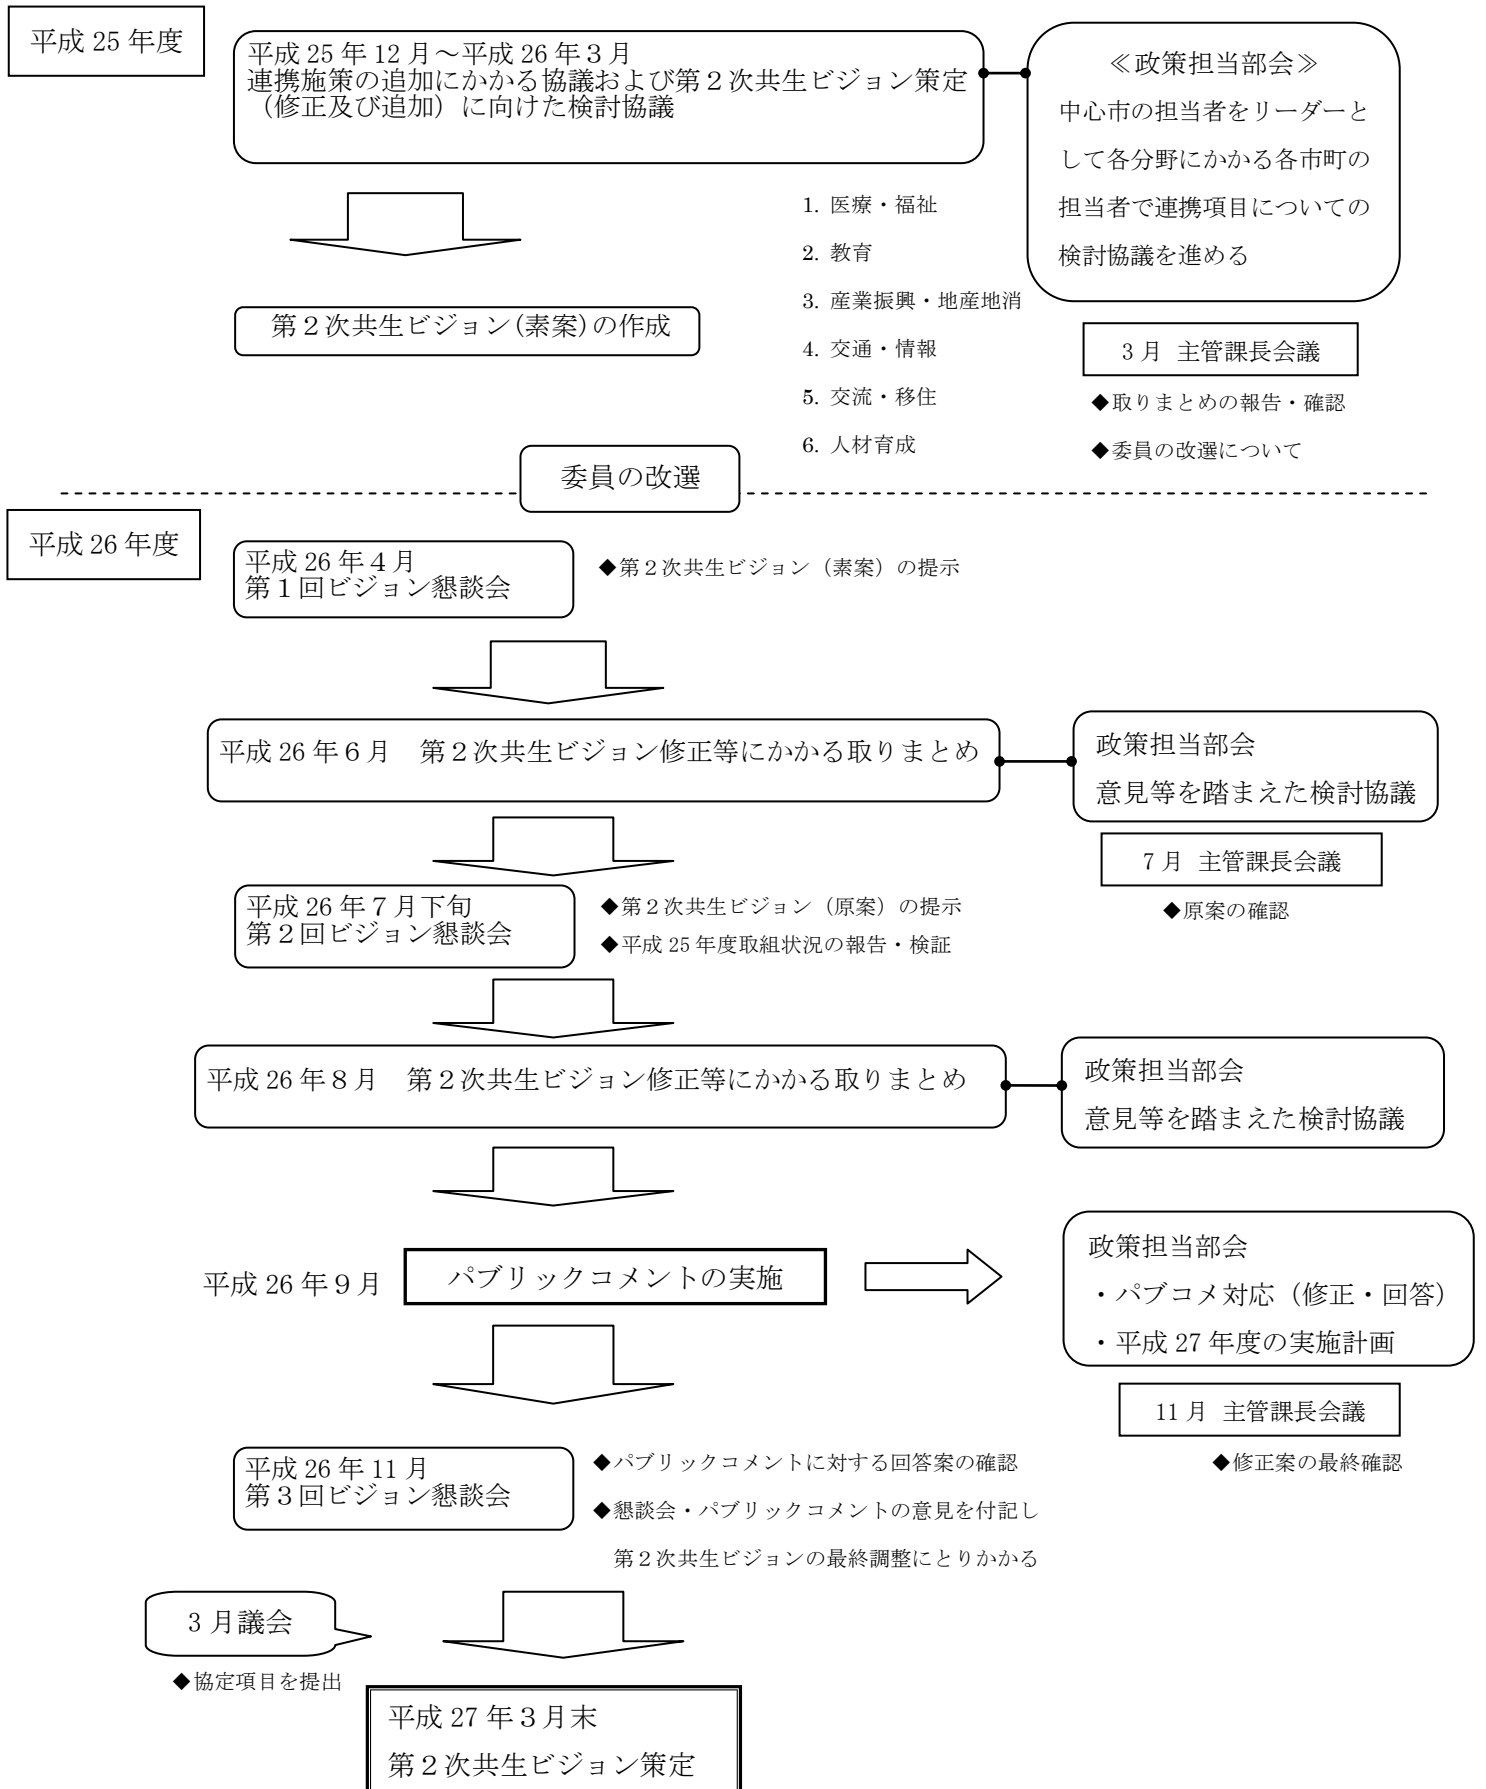 平成 25 年度
平成 25 年 12 月～平成 26 年３月
連携施策の追加にかかる協議および第２次共生ビジョン策定
（修正及び追加）に向けた検討協議
≪政策担当部会≫
中心市の担当者をリーダーと
して各分野にかかる各市町の
担当者で連携項目についての
検討協議を進める
1. 医療・福祉
2. 教育
3. 産業振興・地産地消
4. 交通・情報
5. 交流・移住
6. 人材育成
第２次共生ビジョン(素案)の作成
3 月 主管課長会議
◆取りまとめの報告・確認
◆委員の改選について
委員の改選
平成 26 年度
平成 26 年４月
第１回ビジョン懇談会
◆第２次共生ビジョン（素案）の提示
平成 26 年６月　第２次共生ビジョン修正等にかかる取りまとめ
政策担当部会
意見等を踏まえた検討協議
7 月 主管課長会議
◆原案の確認
平成 26 年７月下旬
第２回ビジョン懇談会
◆第２次共生ビジョン（原案）の提示
◆平成 25 年度取組状況の報告・検証
平成 26 年８月　第２次共生ビジョン修正等にかかる取りまとめ
政策担当部会
意見等を踏まえた検討協議
平成 26 年９月
パブリックコメントの実施
政策担当部会
・パブコメ対応（修正・回答）
・平成 27 年度の実施計画
11 月 主管課長会議
◆修正案の最終確認
平成 26 年 11 月
第３回ビジョン懇談会
◆パブリックコメントに対する回答案の確認
◆懇談会・パブリックコメントの意見を付記し
第２次共生ビジョンの最終調整にとりかかる
3 月議会
◆協定項目を提出
平成 27 年３月末
第２次共生ビジョン策定